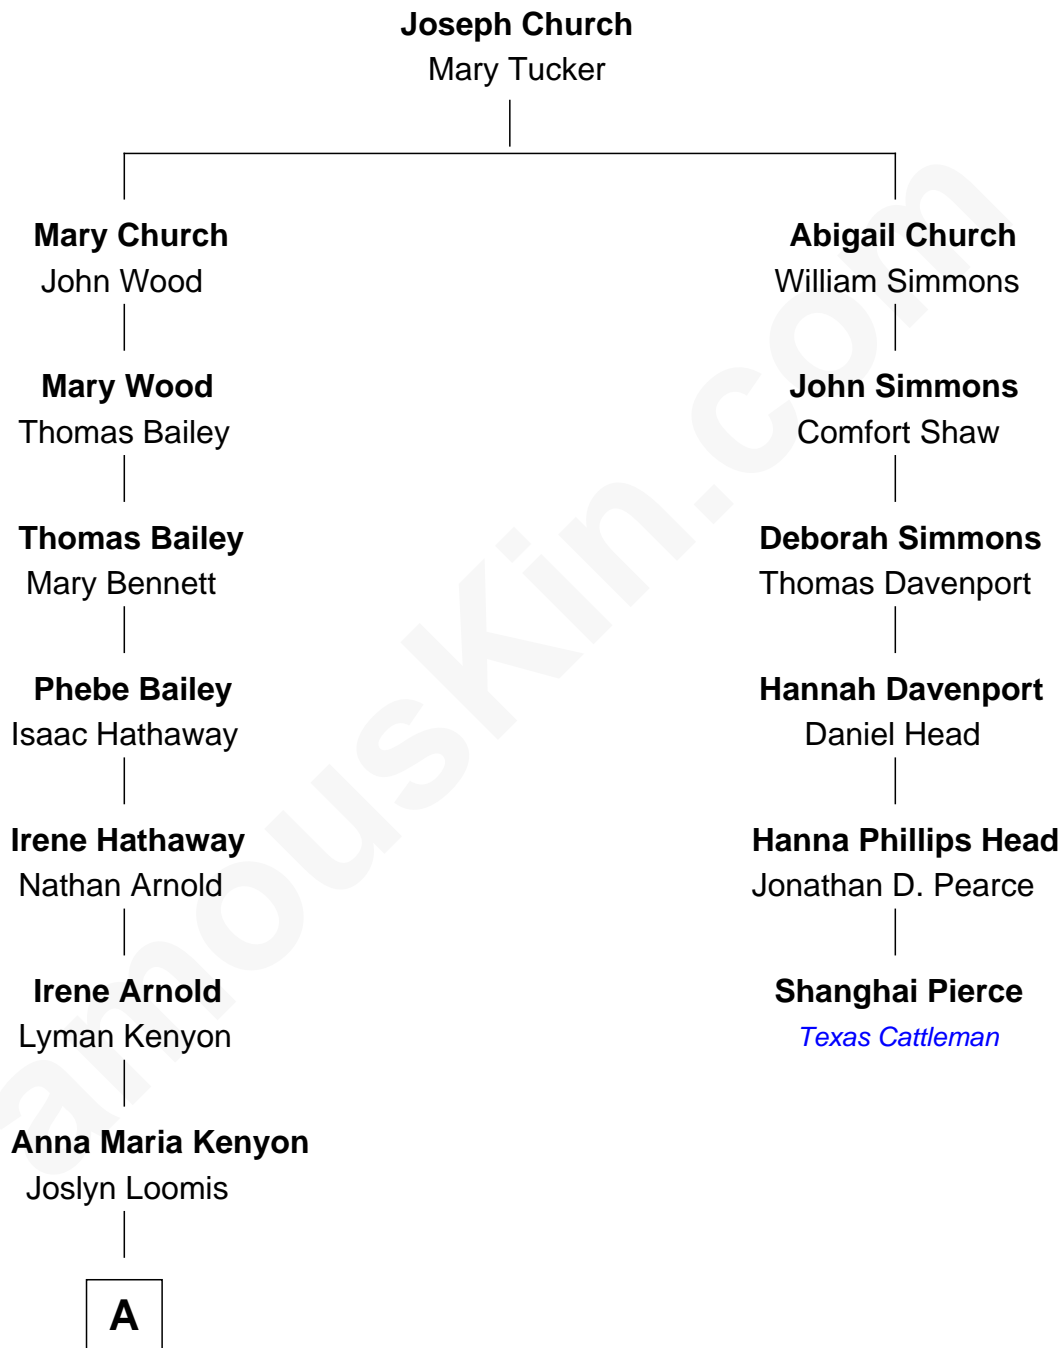 Joseph Church
Mary Tucker
Mary Church
John Wood
Mary Wood
Thomas Bailey
Thomas Bailey
Mary Bennett
Phebe Bailey
Isaac Hathaway
Irene Hathaway
Nathan Arnold
Irene Arnold
Lyman Kenyon
Anna Maria Kenyon
Joslyn Loomis
A
Abigail Church
William Simmons
John Simmons
Comfort Shaw
Deborah Simmons
Thomas Davenport
Hannah Davenport
Daniel Head
Hanna Phillips Head
Jonathan D. Pearce
Shanghai Pierce
Texas Cattleman
amouskin.com